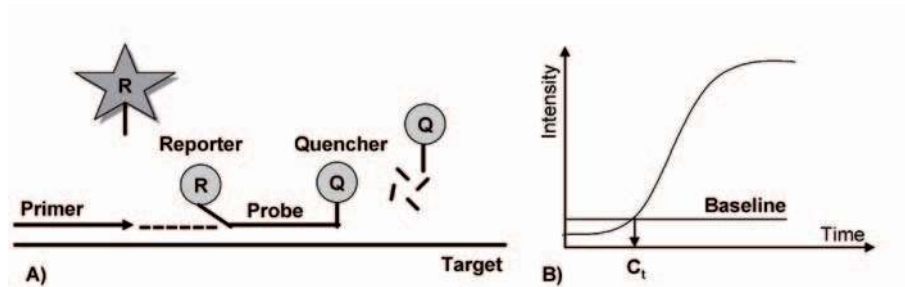 R
Q
Reporter
Quencher
R
Q
Primer
Probe
Target
A)
Intensity
Baseline
Time
Ct
B)